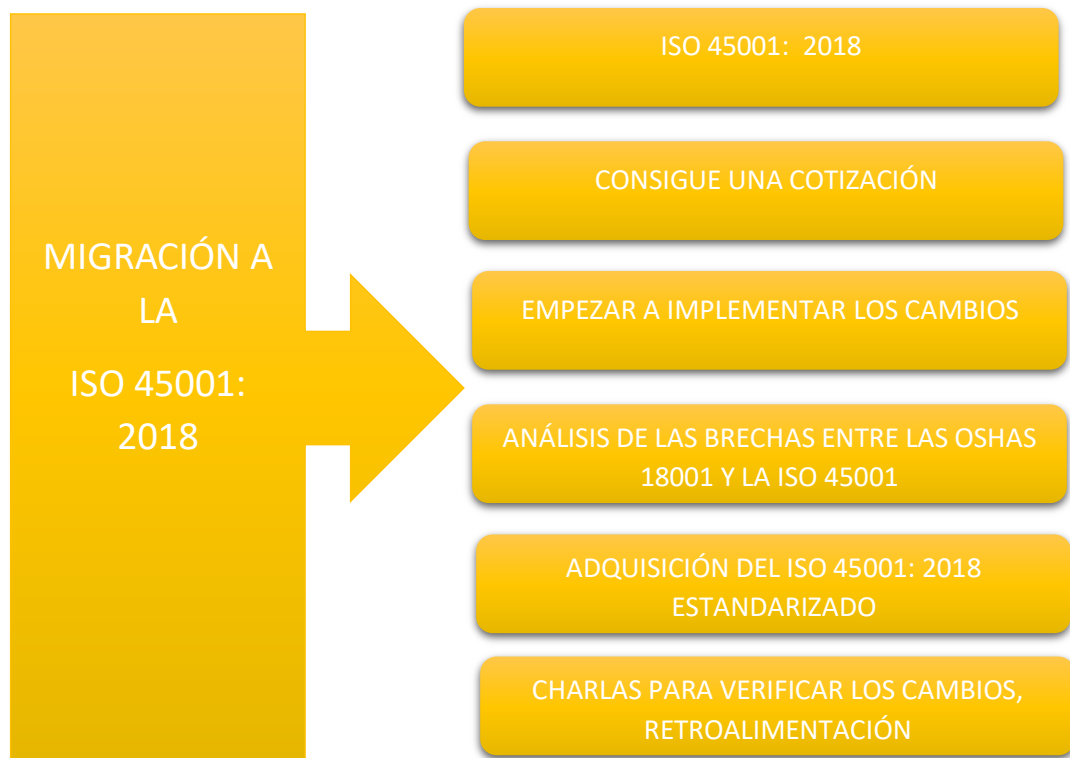 MIGRACIÓN A
LA
ISO 45001:
2018
ISO 45001: 2018
CONSIGUE UNA COTIZACIÓN
EMPEZAR A IMPLEMENTAR LOS CAMBIOS
ANÁLISIS DE LAS BRECHAS ENTRE LAS OSHAS
18001 Y LA ISO 45001
ADQUISICIÓN DEL ISO 45001: 2018
ESTANDARIZADO
CHARLAS PARA VERIFICAR LOS CAMBIOS,
RETROALIMENTACIÓN